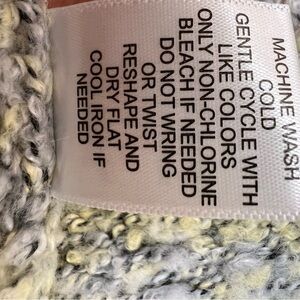 MACHINE WASH
COLD
GENTLE CYCLE WITH
LIKE COLORS
ONLY NON-CHLORINE
BLEACH IF NEEDED
DO NOT WRING
OR TWIST
RESHAPE AND
DRY FLAT
COOL IRON IF
NEEDED